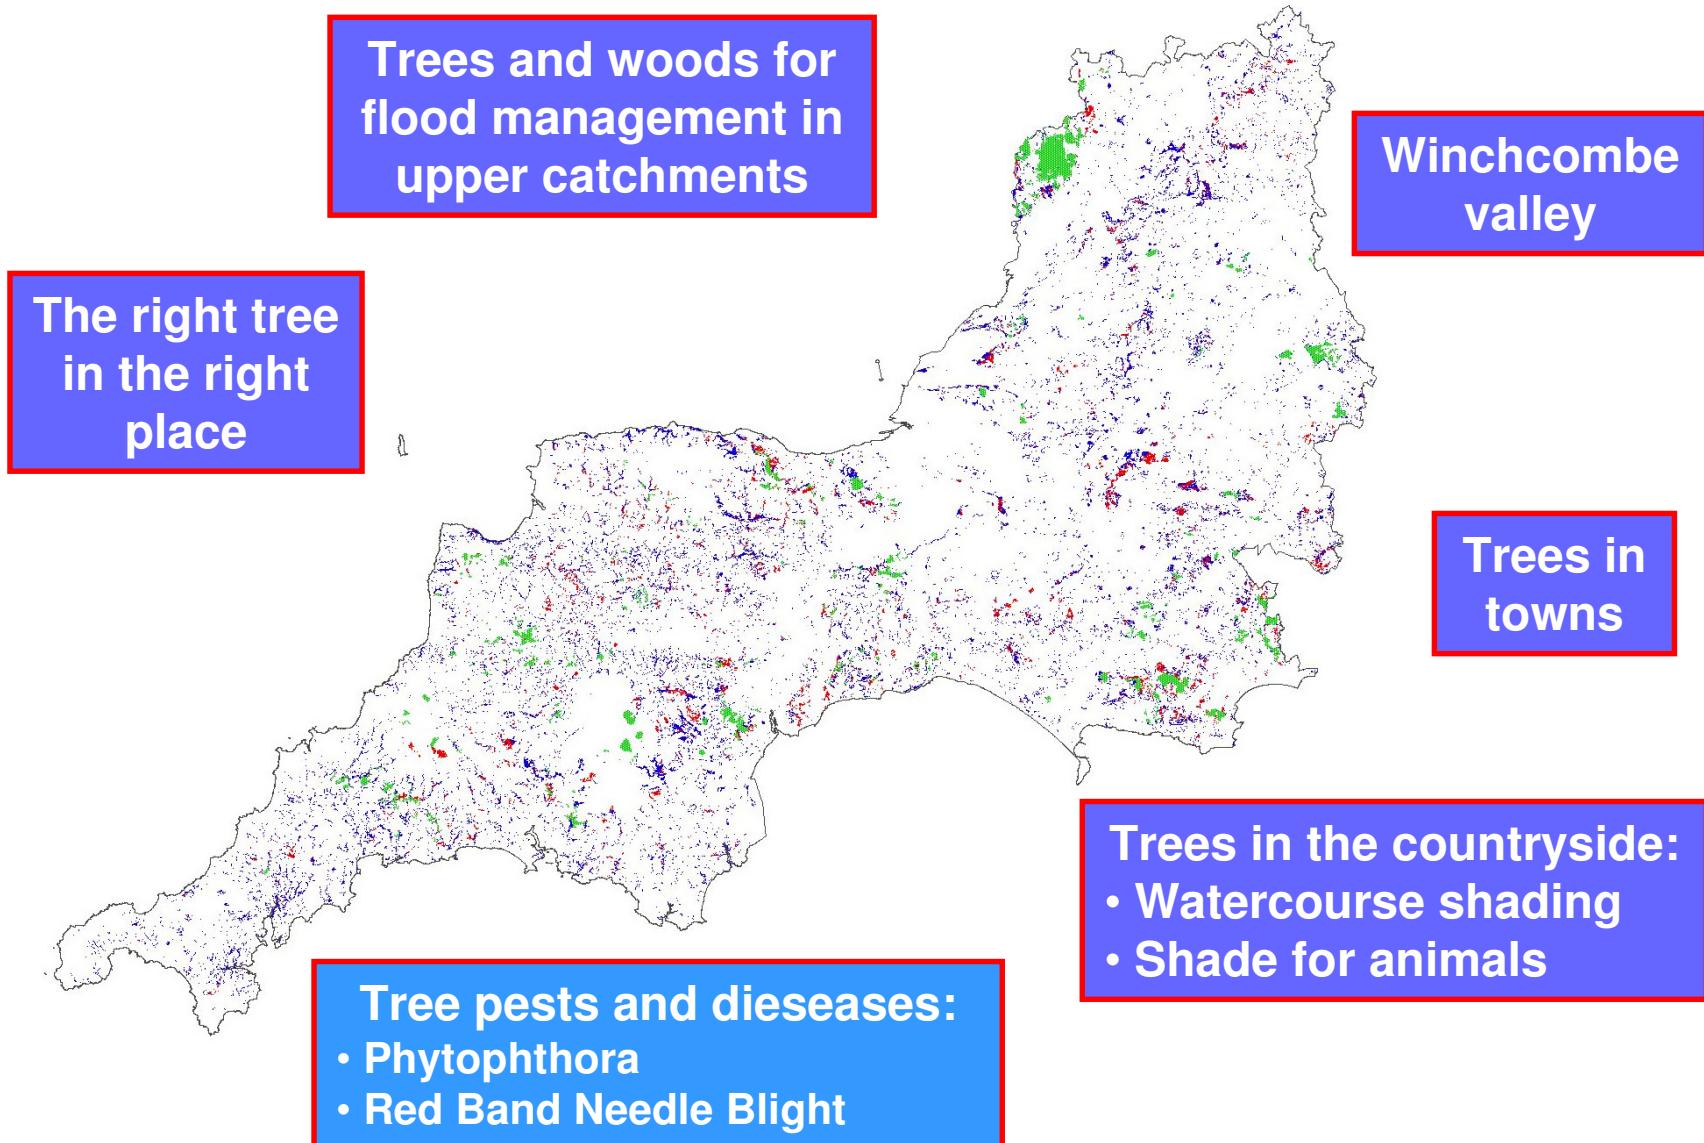 Trees and woods for
flood management in
upper catchments
Winchcombe
valley
The right tree
in the right
place
Trees in
towns
Trees in the countryside:
• Watercourse shading
• Shade for animals
Tree pests and dieseases:
• Phytophthora
• Red Band Needle Blight